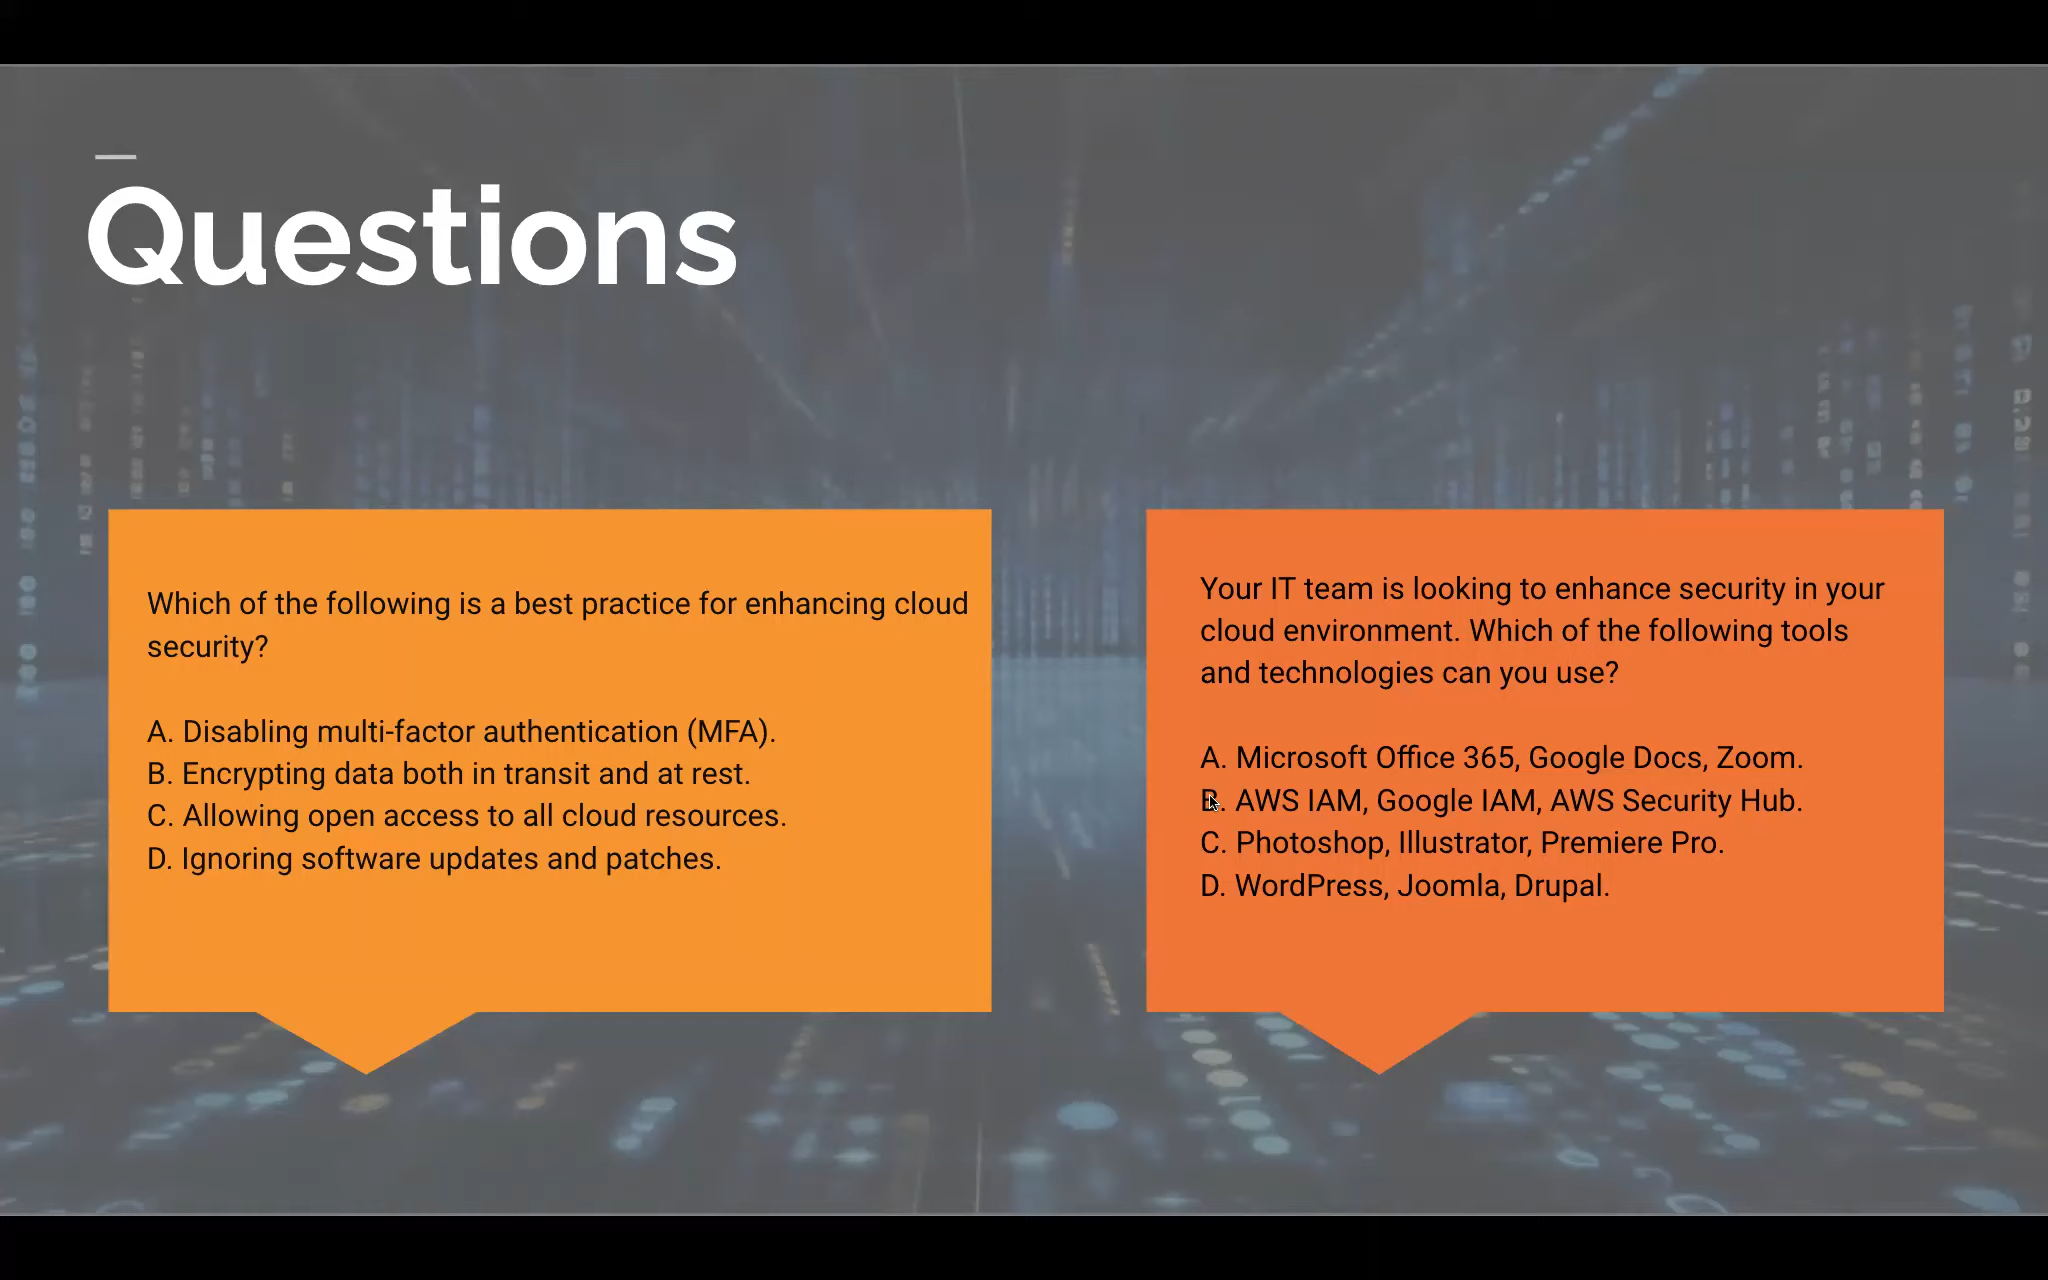 Questions
Which of the following is a best practice for enhancing cloud
security?
A. Disabling multi-factor authentication (MFA).
B. Encrypting data both in transit and at rest.
C. Allowing open access to all cloud resources.
D. Ignoring software updates and patches.
Your IT team is looking to enhance security in your
cloud environment. Which of the following tools
and technologies can you use?
A. Microsoft Office 365, Google Docs, Zoom.
B. AWS IAM, Google IAM, AWS Security Hub.
C. Photoshop, Illustrator, Premiere Pro.
D. WordPress, Joomla, Drupal.